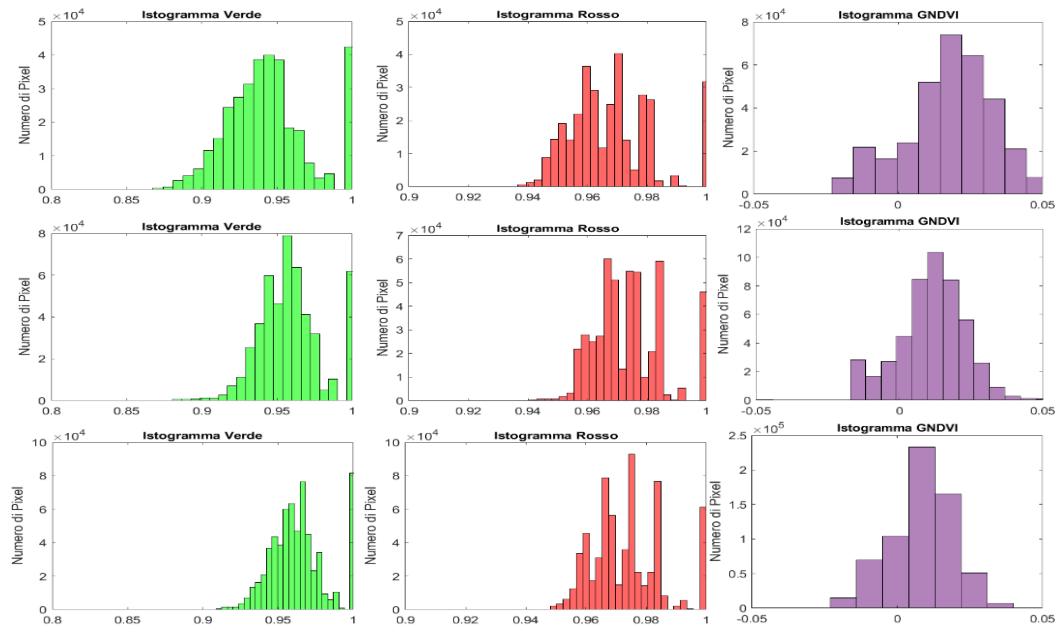 Istogramma Verde
×10⁴
Numero di Pixel
5
4
3
2
1
0
0.8 0.85 0.9 0.95 1
Istogramma Rosso
×10⁴
Numero di Pixel
5
4
3
2
1
0
0.9 0.92 0.94 0.96 0.98 1
Istogramma GNDVI
×10⁴
Numero di Pixel
8
6
4
2
0
-0.05 0 0.05
Istogramma Verde
×10⁴
Numero di Pixel
8
6
4
2
0
0.8 0.85 0.9 0.95 1
Istogramma Rosso
×10⁴
Numero di Pixel
7
6
5
4
3
2
1
0
0.9 0.92 0.94 0.96 0.98 1
Istogramma GNDVI
×10⁴
Numero di Pixel
12
10
8
6
4
2
0
-0.05 0 0.05
Istogramma Verde
×10⁴
Numero di Pixel
10
8
6
4
2
0
0.8 0.85 0.9 0.95 1
Istogramma Rosso
×10⁴
Numero di Pixel
10
8
6
4
2
0
0.9 0.92 0.94 0.96 0.98 1
Istogramma GNDVI
×10⁵
Numero di Pixel
2.5
2
1.5
1
0.5
0
-0.05 0 0.05